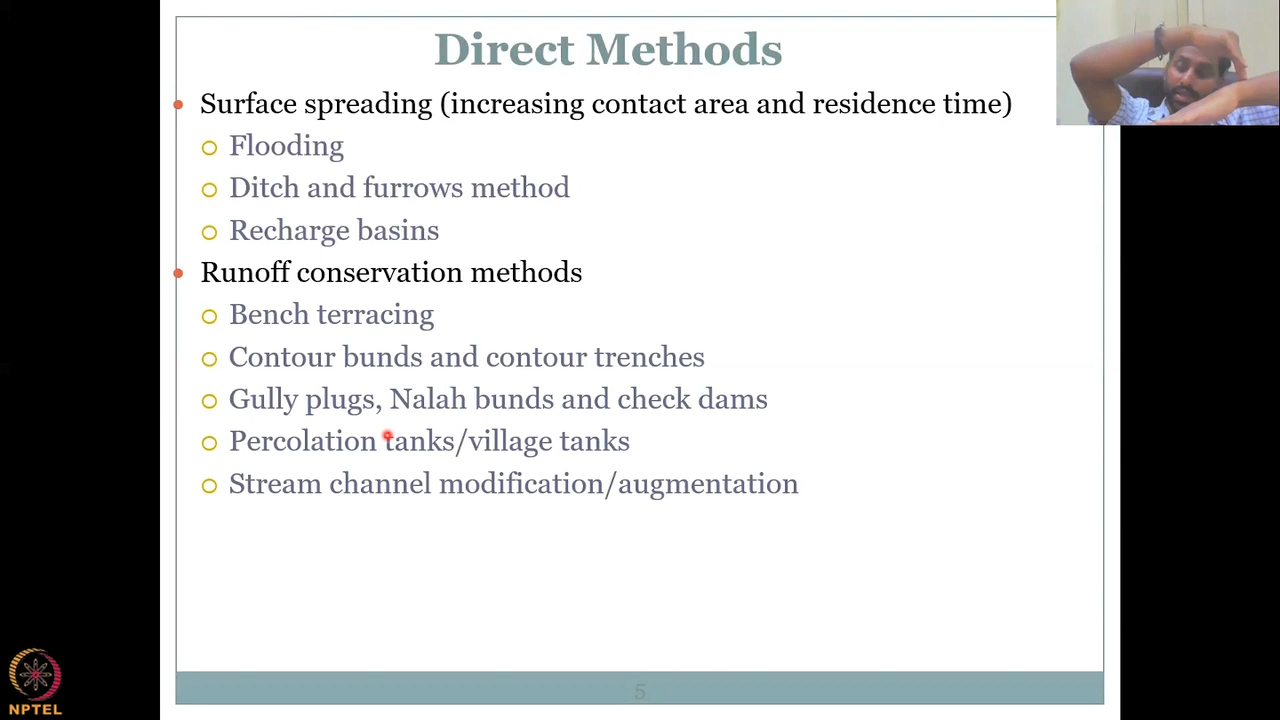 Direct Methods
Surface spreading (increasing contact area and residence time)
Flooding
Ditch and furrows method
Recharge basins
Runoff conservation methods
Bench terracing
Contour bunds and contour trenches
Gully plugs, Nalah bunds and check dams
Percolation tanks/village tanks
Stream channel modification/augmentation
5
NPTEL